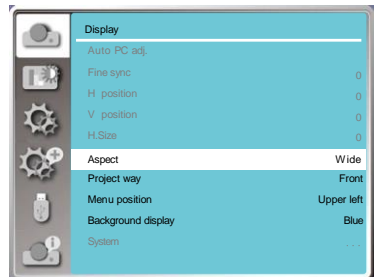 Display
Auto PC adj.
Fine sync 0
H position 0
V position 0
H.Size 0
Aspect Wide
Project way Front
Menu position Upper left
Background display Blue
System ...